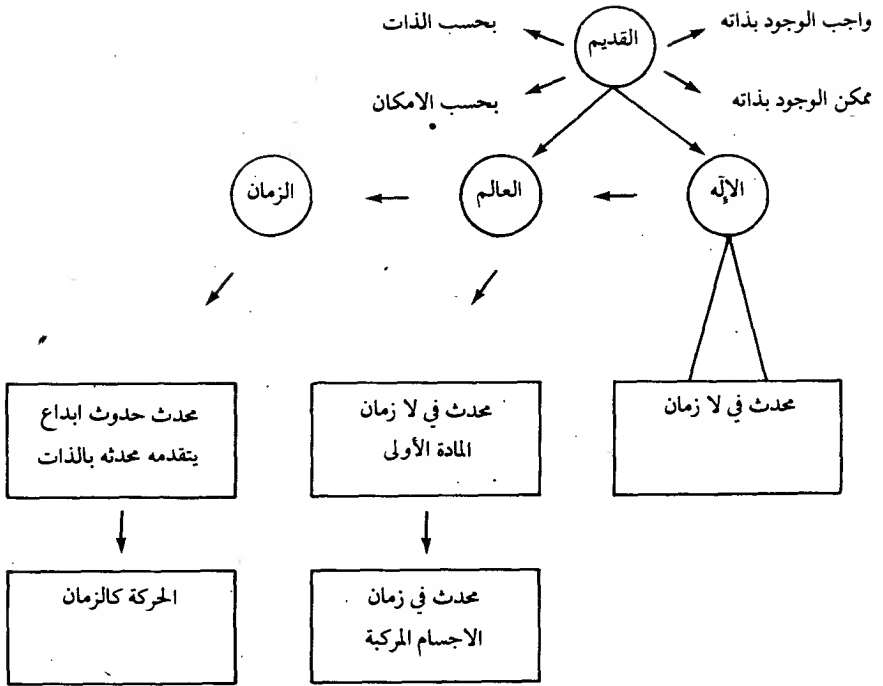 واجب الوجود بذاته
القديم
بحسب الذات
ممكن الوجود بذاته
بحسب الامكان
الإلٓه
العالم
الزمان
محدث في لا زمان
محدث في لا زمان
المادة الأولى
محدث حدوث ابداع
يتقدمه محدثه بالذات
محدث في زمان
الاجسام المركبة
الحركة كالزمان